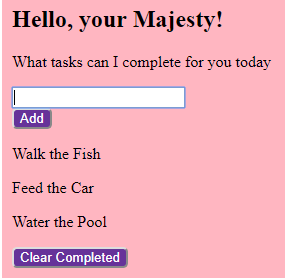 Hello, your Majesty!
What tasks can I complete for you today
Add
Walk the Fish
Feed the Car
Water the Pool
Clear Completed